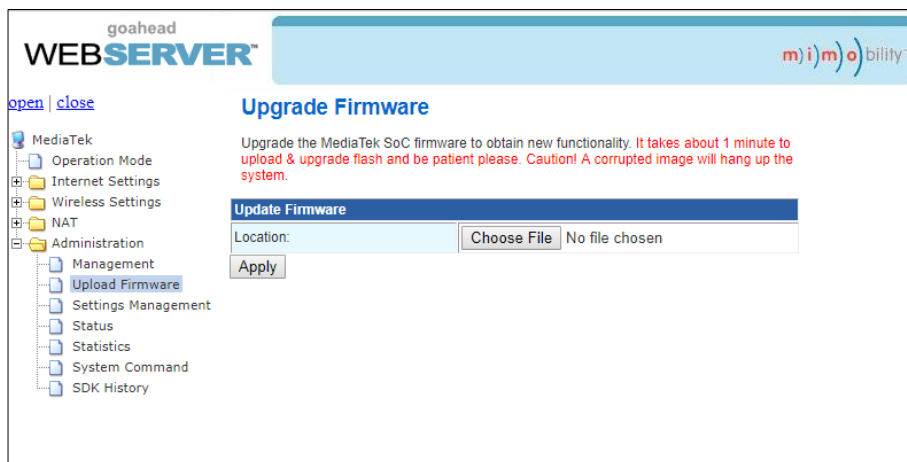 goahead
WEBSERVER™
m)i)m)o)bility™
open | close
MediaTek
Operation Mode
Internet Settings
Wireless Settings
NAT
Administration
Management
Upload Firmware
Settings Management
Status
Statistics
System Command
SDK History
Upgrade Firmware
Upgrade the MediaTek SoC firmware to obtain new functionality. It takes about 1 minute to
upload & upgrade flash and be patient please. Caution! A corrupted image will hang up the
system.
Update Firmware
Location: Choose File No file chosen
Apply